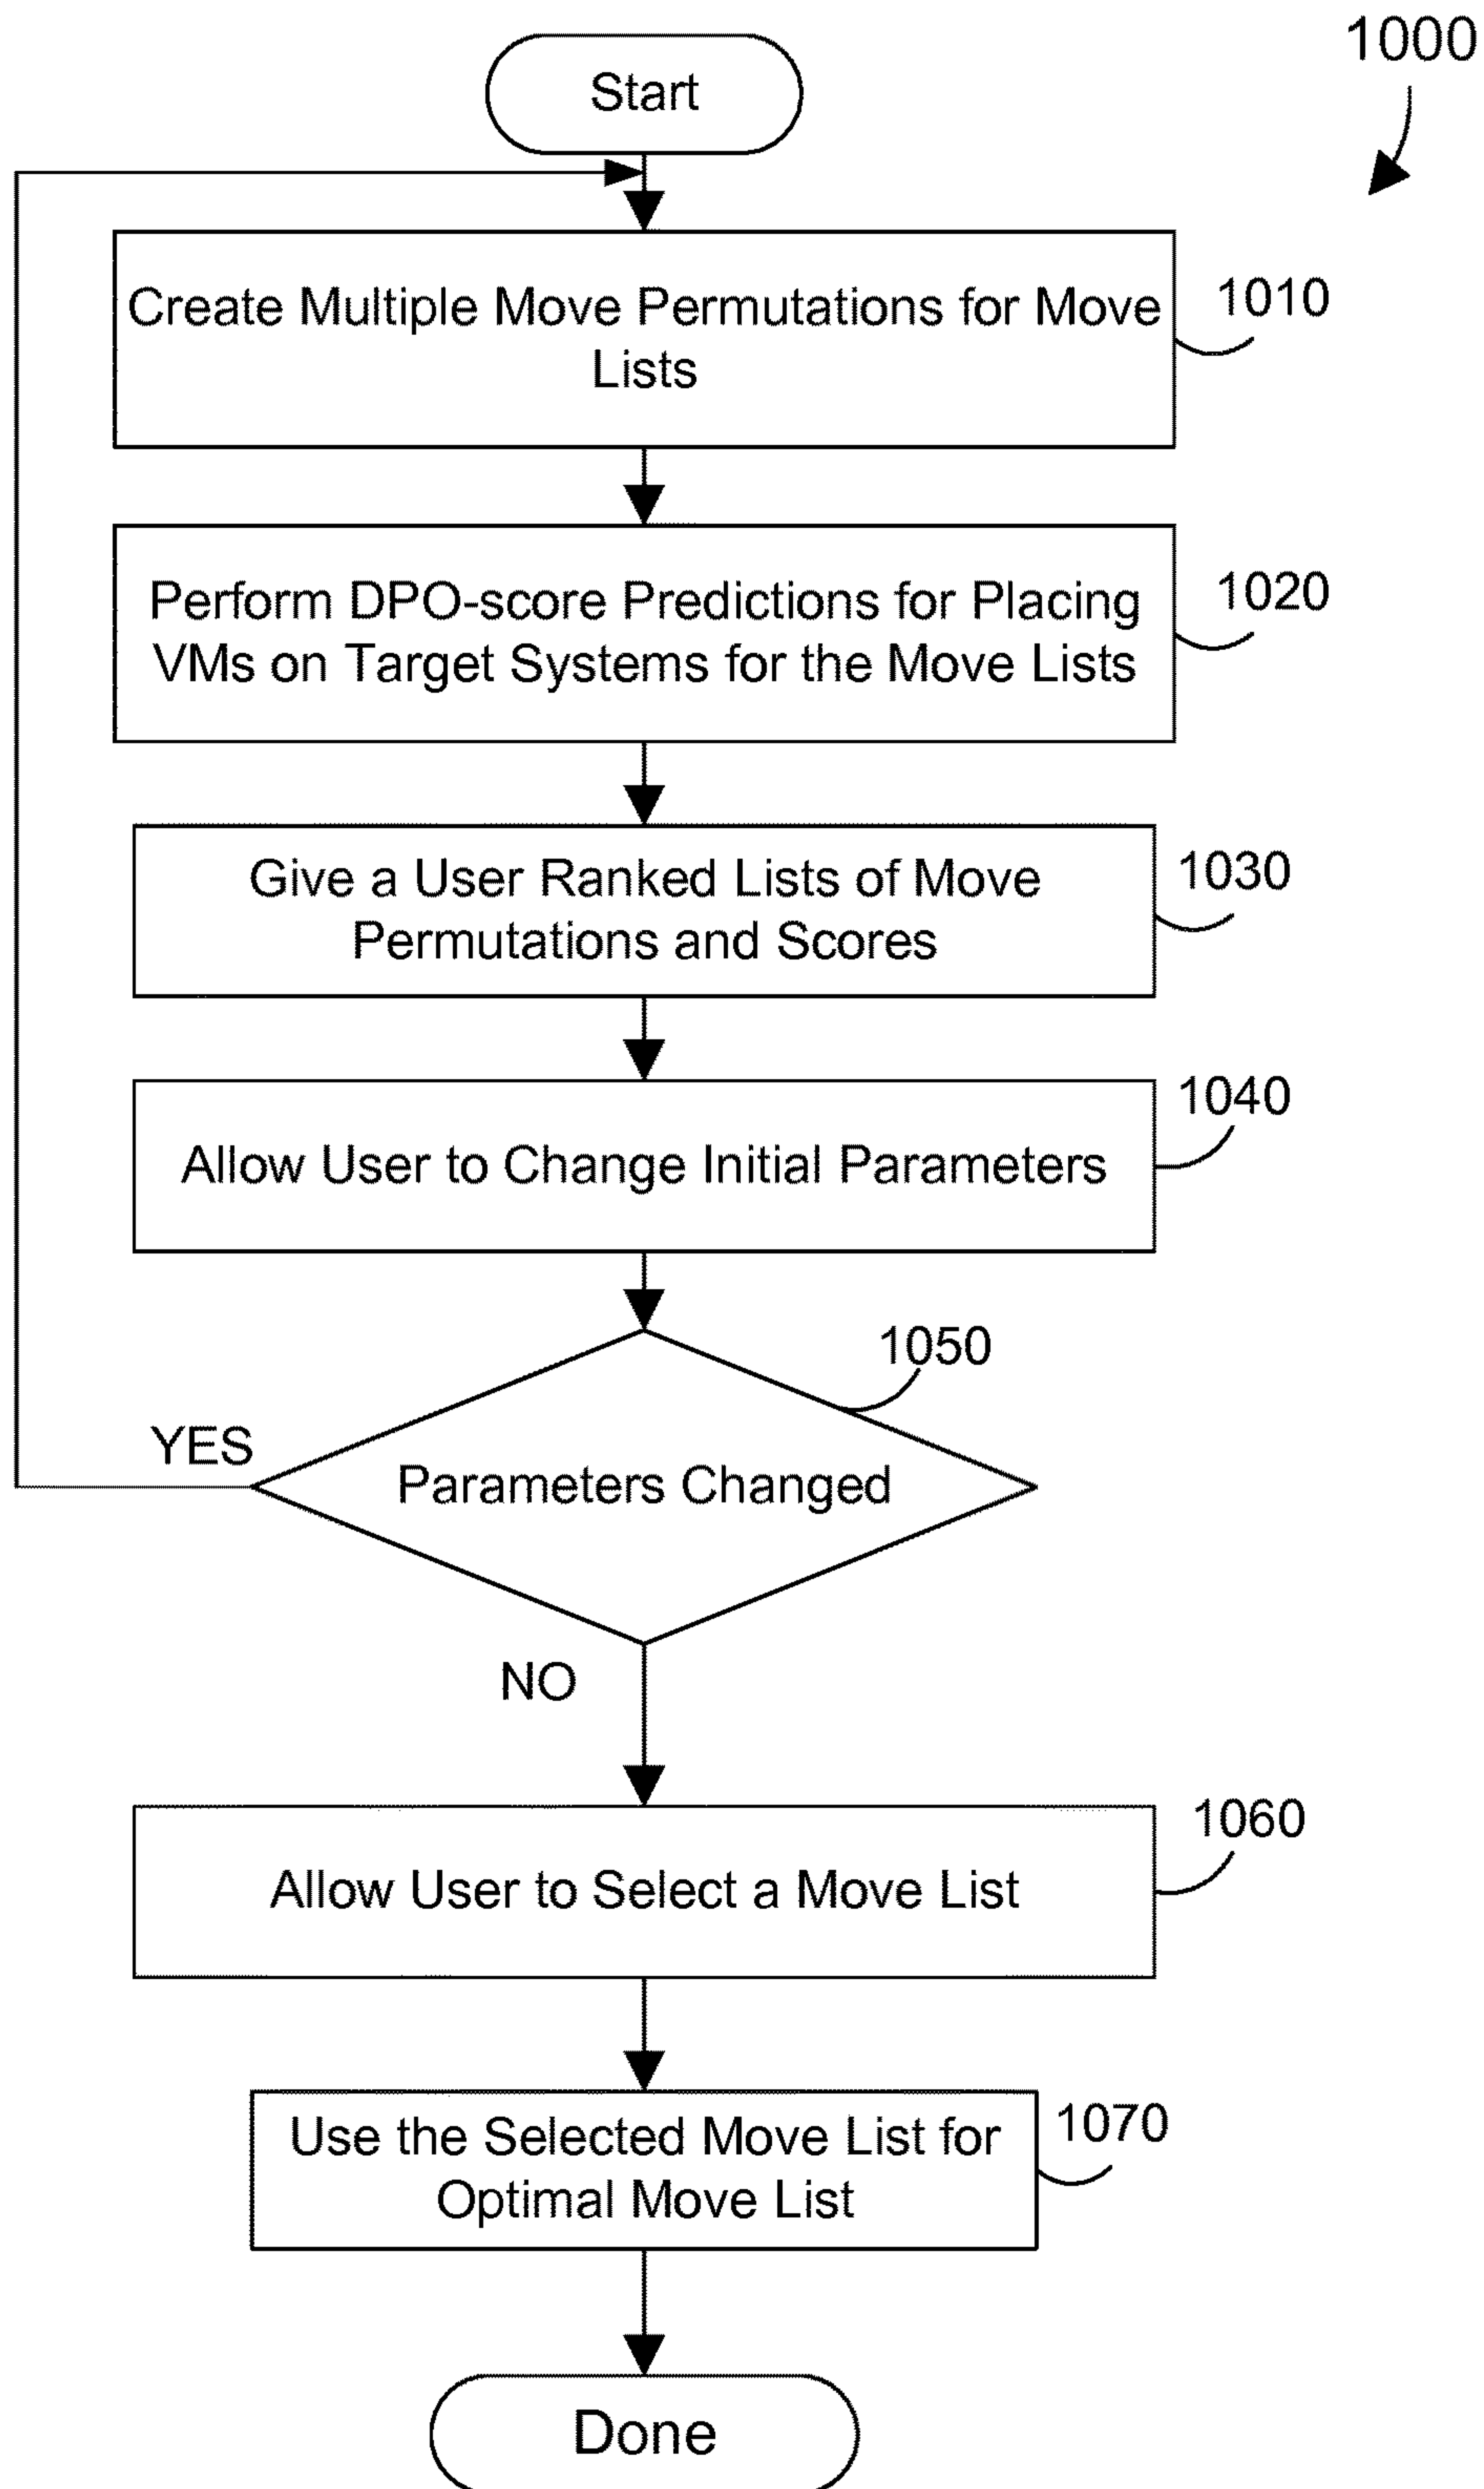 1000
Start
Create Multiple Move Permutations for Move
Lists
1010
Perform DPO-score Predictions for Placing
VMs on Target Systems for the Move Lists
1020
Give a User Ranked Lists of Move
Permutations and Scores
1030
Allow User to Change Initial Parameters
1040
Parameters Changed
1050
YES
NO
Allow User to Select a Move List
1060
Use the Selected Move List for
Optimal Move List
1070
Done